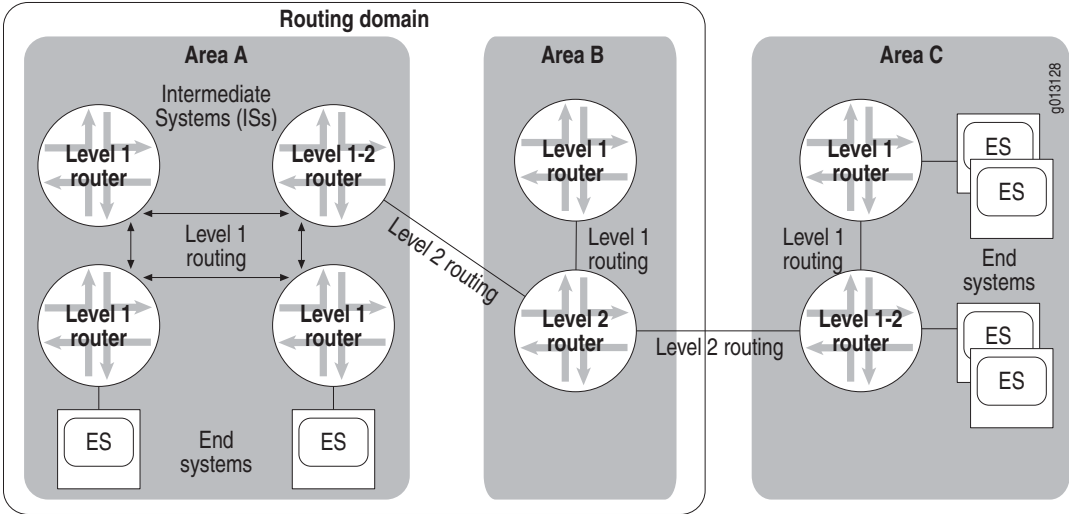 Routing domain
Area A
Intermediate
Systems (ISs)
Level 1
router
Level 1-2
router
Level 1
routing
Level 1
router
Level 1
router
ES
End
systems
ES
Level 2 routing
Area B
Level 1
router
Level 1
routing
Level 2
router
Level 2 routing
Area C
g013128
Level 1
router
ES
ES
Level 1
routing
End
systems
Level 1-2
router
ES
ES